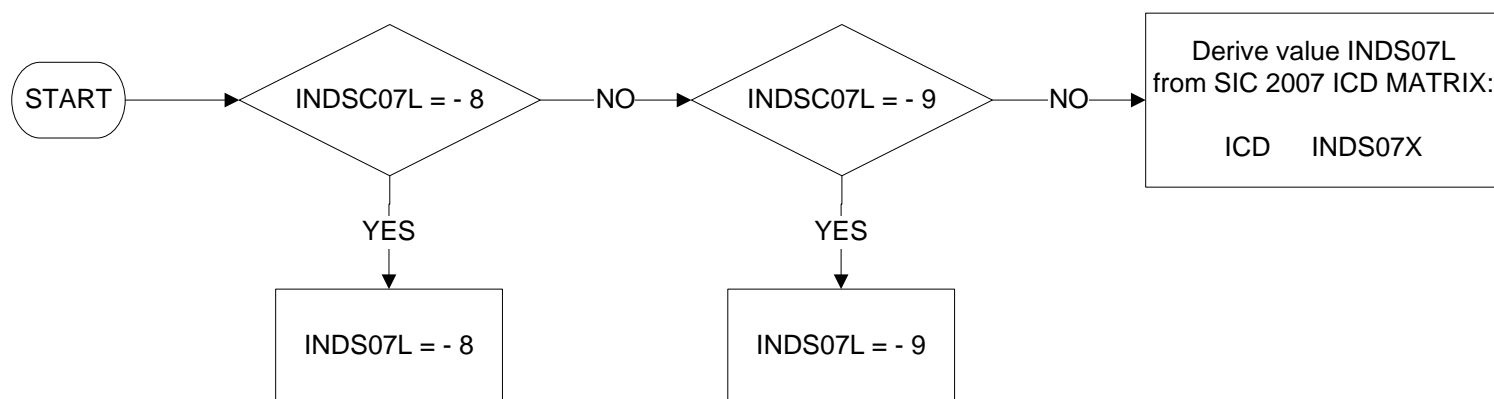 START
INDSC07L = - 8
NO
INDSC07L = - 9
NO
Derive value INDS07L
from SIC 2007 ICD MATRIX:
ICD INDS07X
YES
YES
INDS07L = - 8
INDS07L = - 9